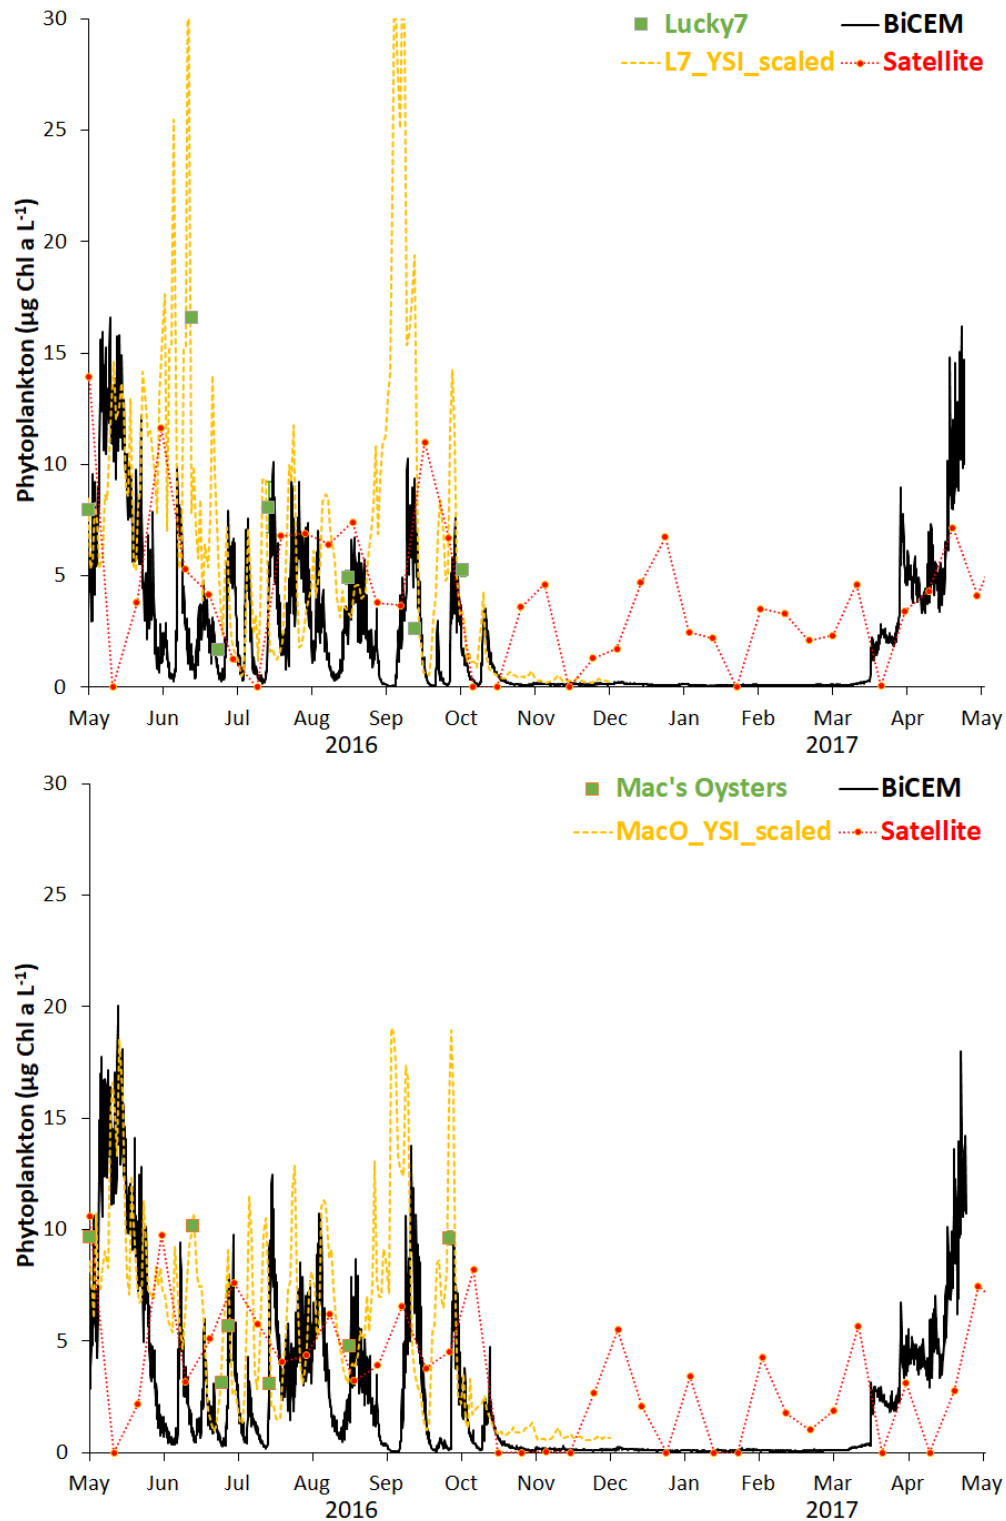 30
25
20
15
10
5
0
Phytoplankton (µg Chl a L-1)
Lucky7 BiCEM
L7_YSI_scaled Satellite
May Jun Jul Aug Sep Oct Nov Dec Jan Feb Mar Apr May
2016 2017
30
25
20
15
10
5
0
Phytoplankton (µg Chl a L-1)
Mac's Oysters BiCEM
MacO_YSI_scaled Satellite
May Jun Jul Aug Sep Oct Nov Dec Jan Feb Mar Apr May
2016 2017